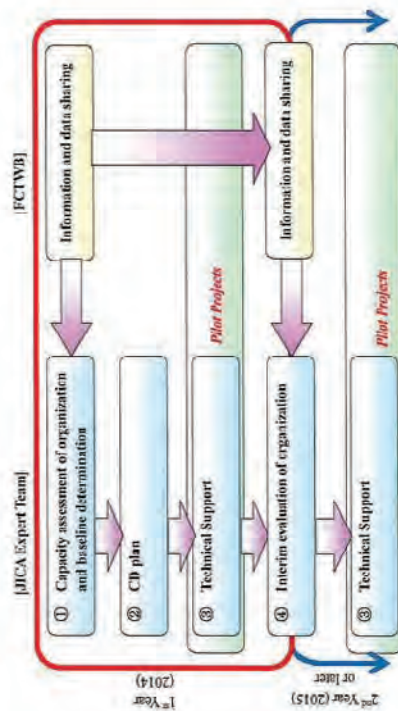 [JICA Expert Team]
[FCTWB]
1st Year
(2014)
① Capacity assessment of organization
and baseline determination
Information and data sharing
② CD plan
③ Technical Support
Pilot Projects
④ Interim evaluation of organization
Information and data sharing
2nd Year (2015)
or later
③ Technical Support
Pilot Projects